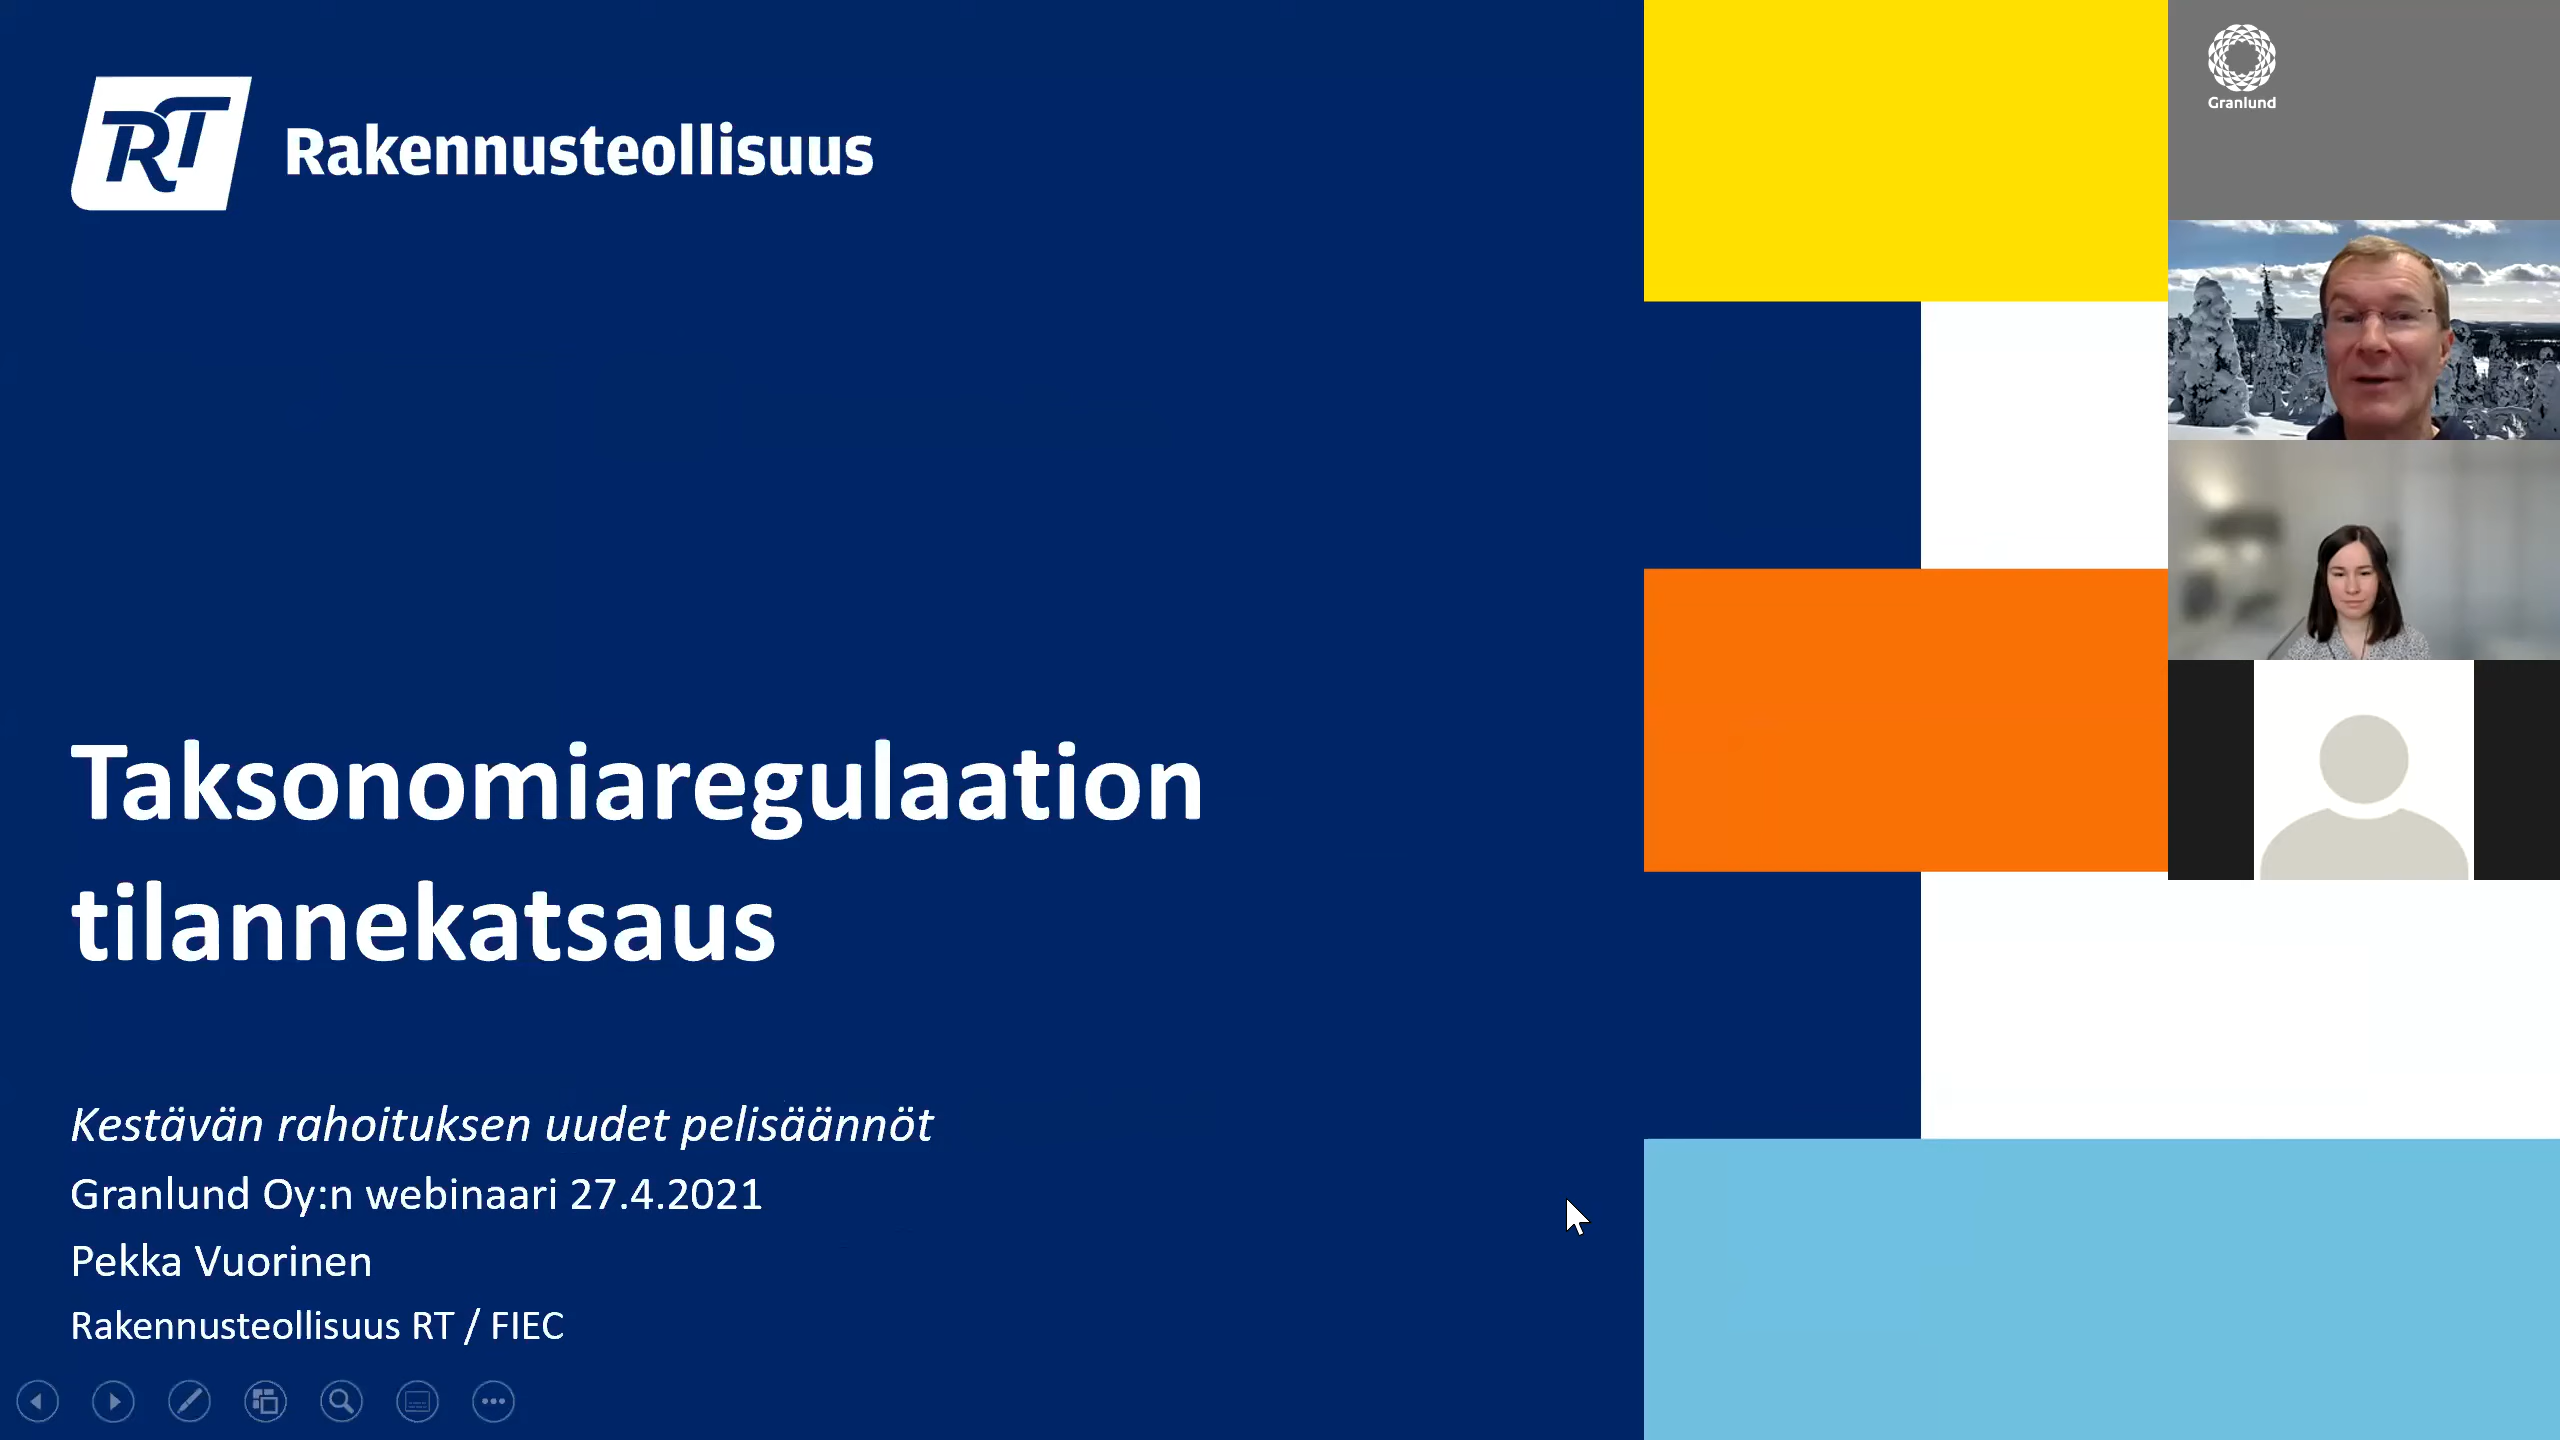 RT Rakennusteollisuus
Granlund
Taksonomiaregulaation
tilannekatsaus
Kestävän rahoituksen uudet pelisäännöt
Granlund Oy:n webinaari 27.4.2021
Pekka Vuorinen
Rakennusteollisuus RT / FIEC